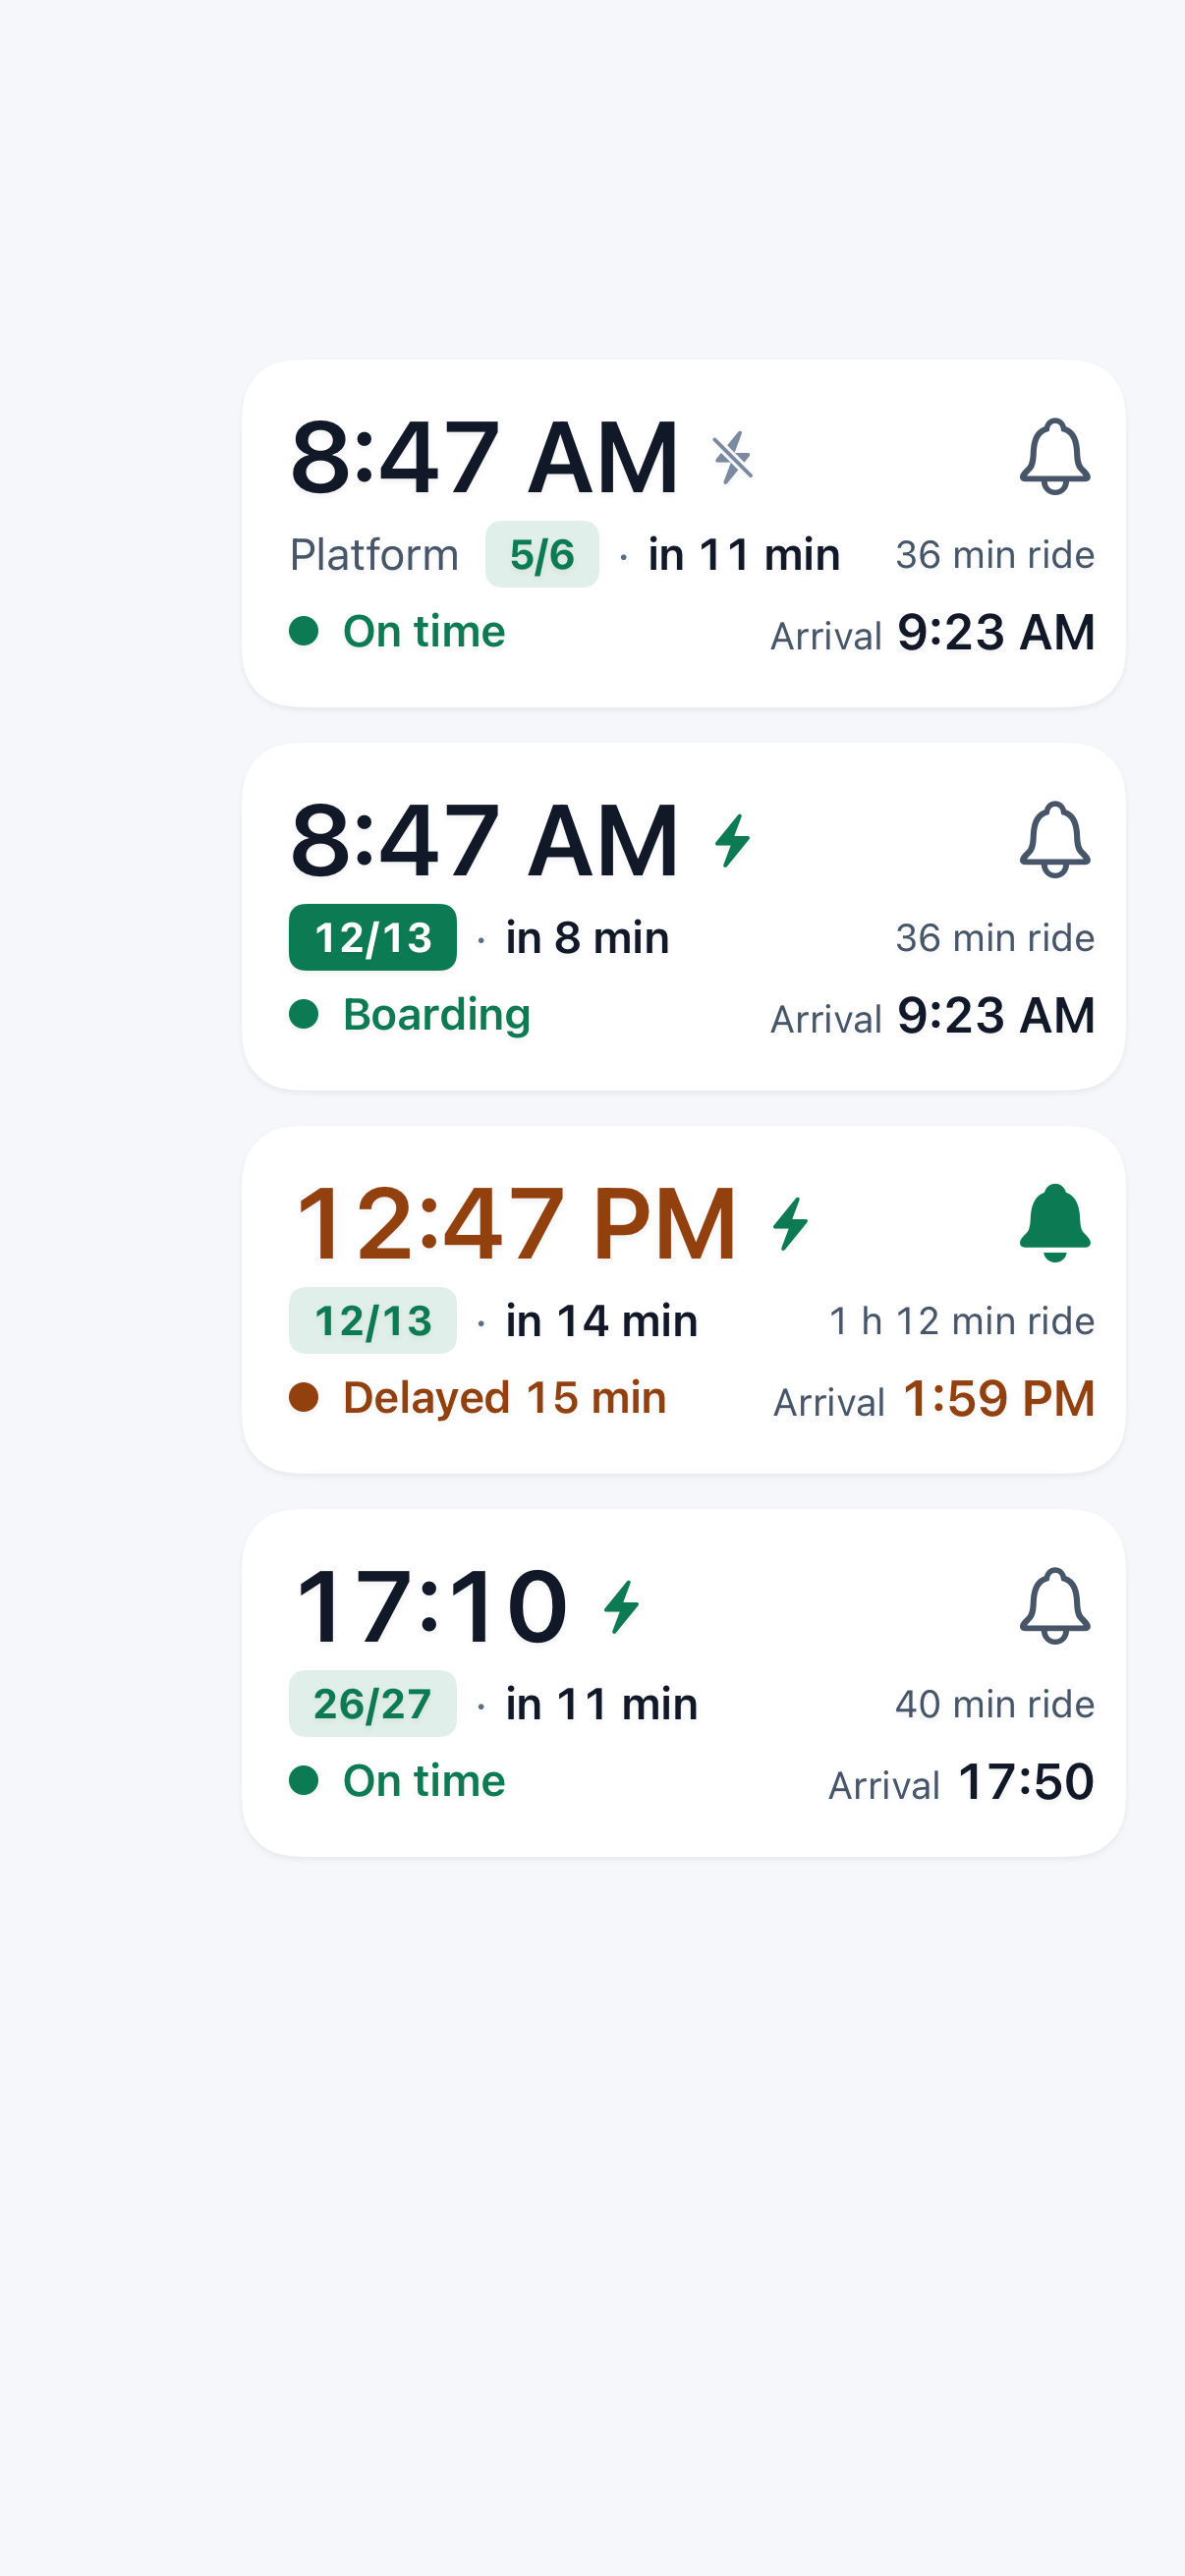 8:47 AM
Platform 5/6 · in 11 min 36 min ride
On time Arrival 9:23 AM
8:47 AM
12/13 · in 8 min 36 min ride
Boarding Arrival 9:23 AM
12:47 PM
12/13 · in 14 min 1 h 12 min ride
Delayed 15 min Arrival 1:59 PM
17:10
26/27 · in 11 min 40 min ride
On time Arrival 17:50